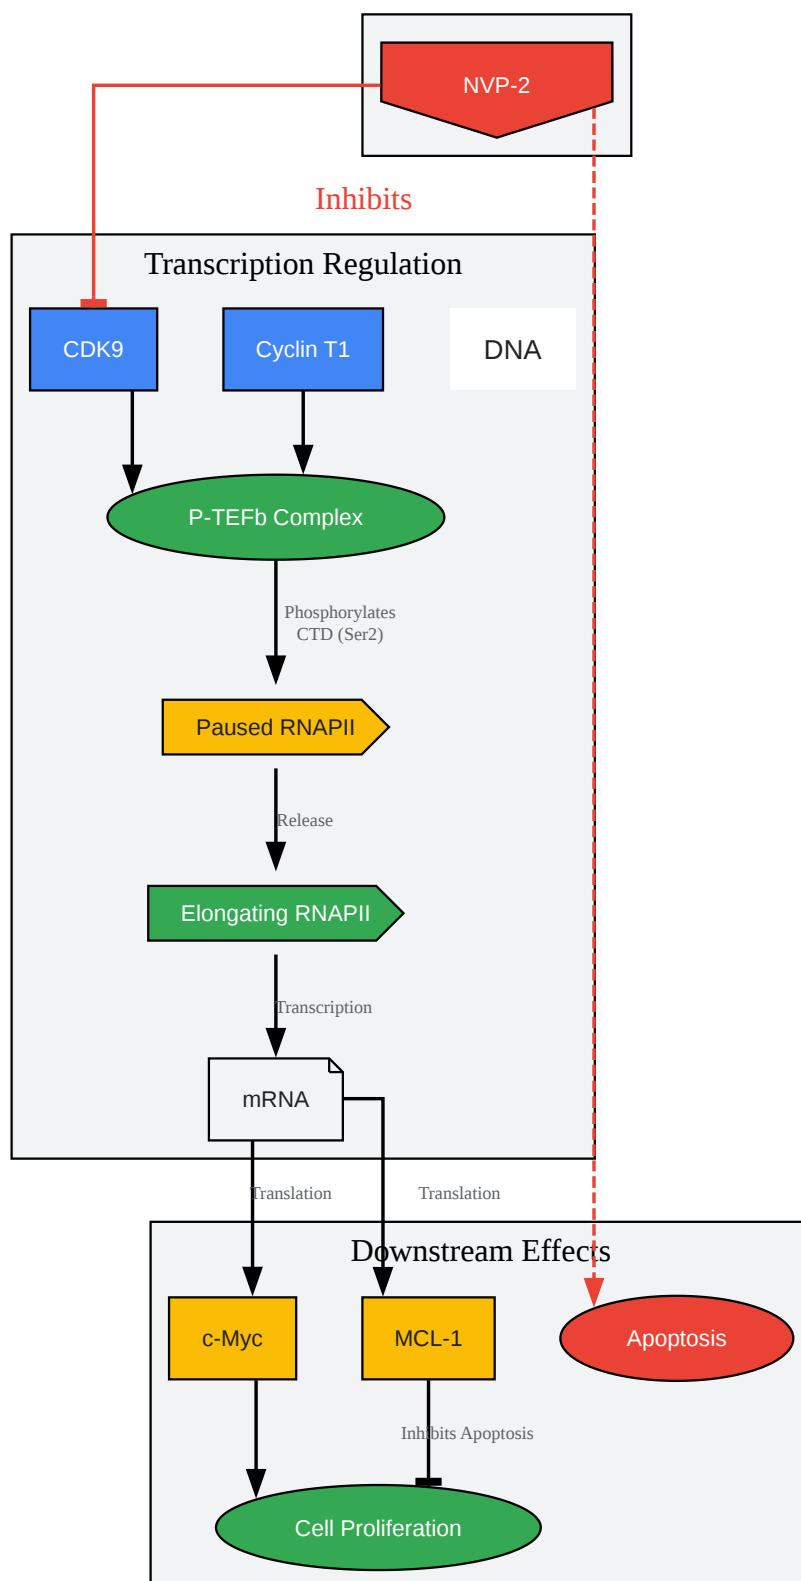 NVP-2
Inhibits
Transcription Regulation
CDK9
Cyclin T1
DNA
P-TEFb Complex
Phosphorylates
CTD (Ser2)
Paused RNAPII
Release
Elongating RNAPII
Transcription
mRNA
Translation
Translation
Downstream Effects
c-Myc
MCL-1
Apoptosis
Inhibits Apoptosis
Cell Proliferation